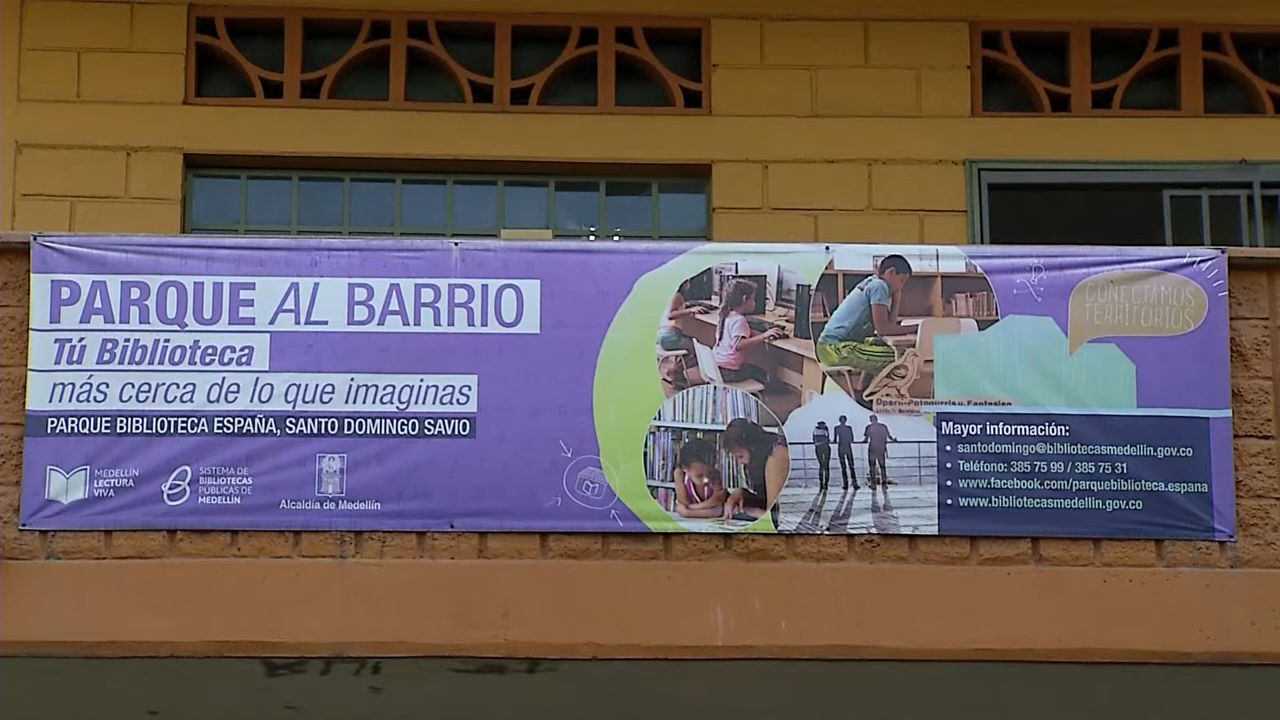 PARQUE AL BARRIO
Tú Biblioteca
más cerca de lo que imaginas
PARQUE BIBLIOTECA ESPAÑA, SANTO DOMINGO SAVIO
MEDELLÍN
LECTURA
VIVA
SISTEMA DE
BIBLIOTECAS
PÚBLICAS DE
MEDELLÍN
Alcaldía de Medellín
CONECTAMOS
TERRITORIOS
Mayor información:
• santodomingo@bibliotecasmedellin.gov.co
• Teléfono: 385 75 99 / 385 75 31
• www.facebook.com/parquebiblioteca.espana
• www.bibliotecasmedellin.gov.co